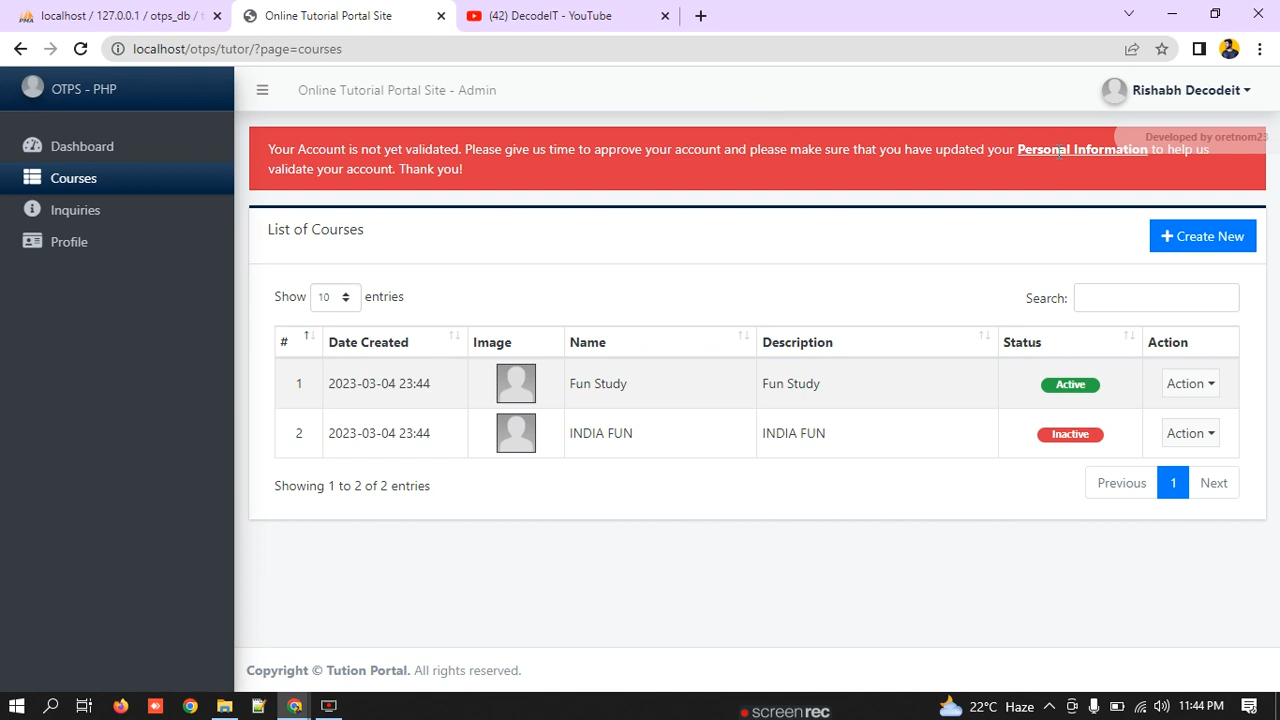 localhost / 127.0.0.1 / otps_db / t
Online Tutorial Portal Site
(42) DecodeIT - YouTube
localhost/otps/tutor/?page=courses
OTPS - PHP
Online Tutorial Portal Site - Admin
Rishabh Decodeit
Dashboard
Courses
Inquiries
Profile
Developed by oretnom23
Your Account is not yet validated. Please give us time to approve your account and please make sure that you have updated your Personal Information to help us
validate your account. Thank you!
List of Courses
Create New
Show 10 entries
Search:
# Date Created Image Name Description Status Action
1 2023-03-04 23:44 Fun Study Fun Study Active Action
2 2023-03-04 23:44 INDIA FUN INDIA FUN Inactive Action
Showing 1 to 2 of 2 entries
Previous 1 Next
Copyright © Tution Portal. All rights reserved.
screenrec
22°C Haze
11:44 PM